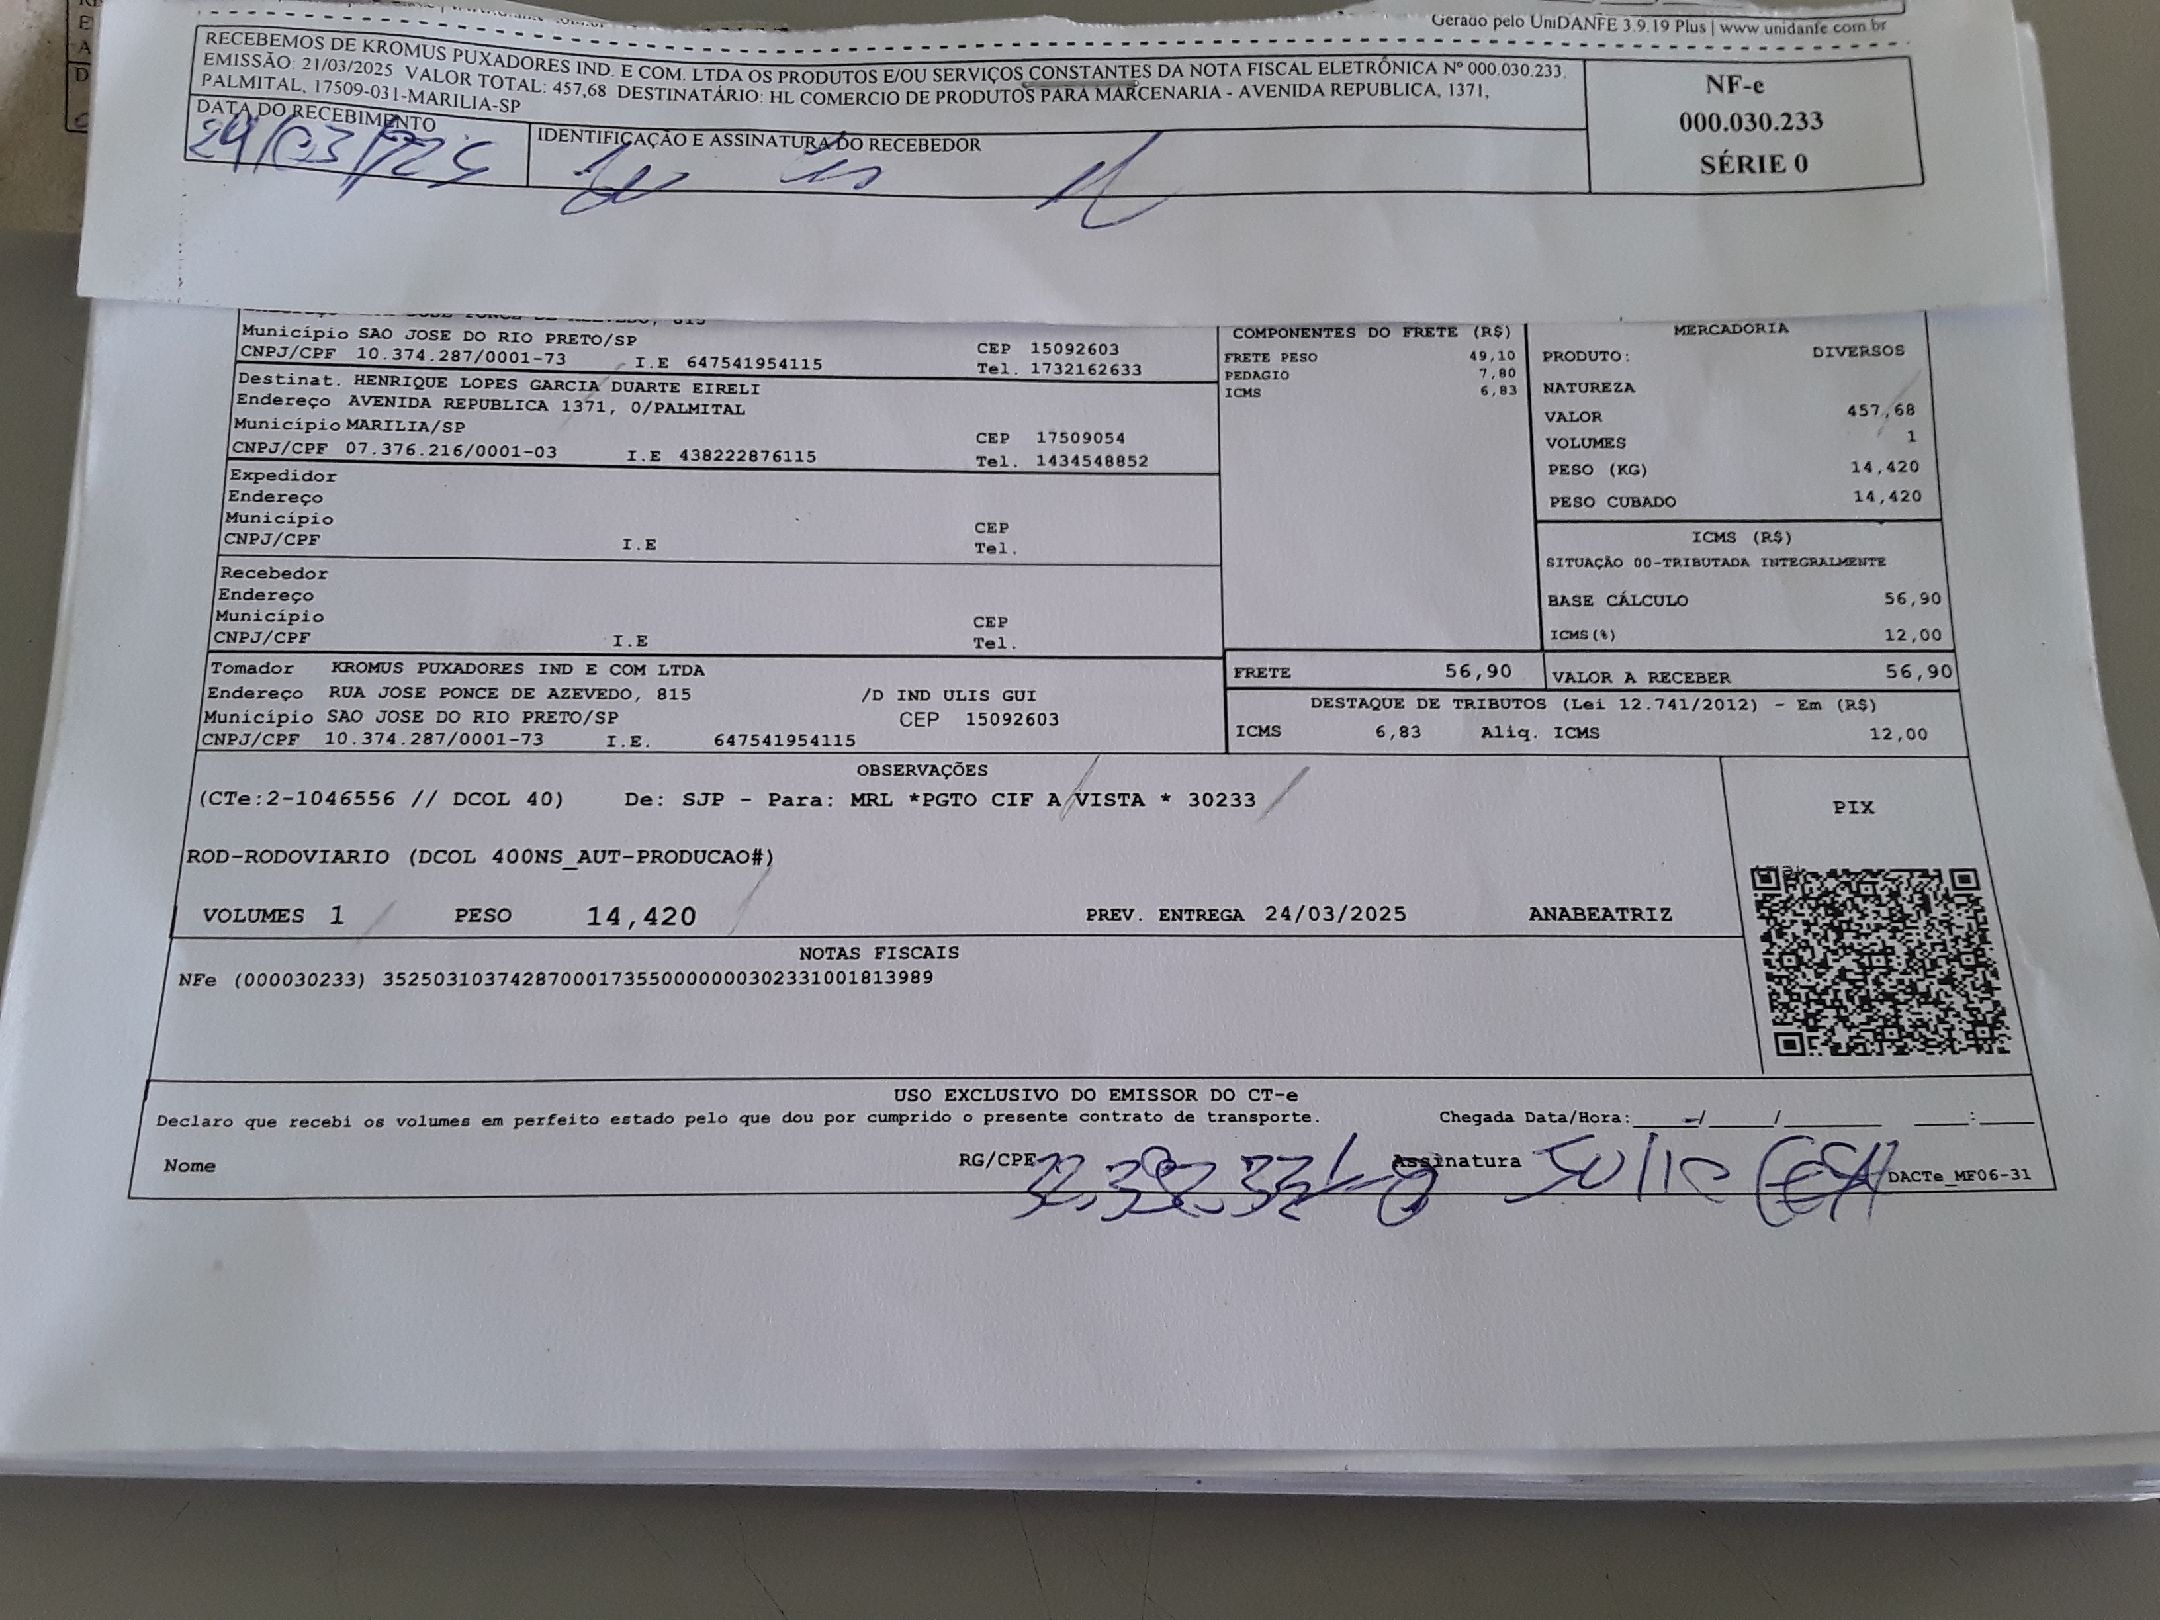 Gerado pelo UniDANFE 3.9.19 Plus | www.unidanfe.com.br
RECEBEMOS DE KROMUS PUXADORES IND. E COM. LTDA OS PRODUTOS E/OU SERVIÇOS CONSTANTES DA NOTA FISCAL ELETRÔNICA Nº 000.030.233,
EMISSÃO: 21/03/2025 VALOR TOTAL: 457,68 DESTINATÁRIO: HL COMERCIO DE PRODUTOS PARA MARCENARIA - AVENIDA REPUBLICA, 1371,
PALMITAL, 17509-031-MARILIA-SP
NF-e
000.030.233
SÉRIE 0
DATA DO RECEBIMENTO
24/03/25
IDENTIFICAÇÃO E ASSINATURA DO RECEBEDOR
Município SAO JOSE DO RIO PRETO/SP
CEP 15092603
CNPJ/CPF 10.374.287/0001-73 I.E 647541954115 Tel. 1732162633
Destinat. HENRIQUE LOPES GARCIA DUARTE EIRELI
Endereço AVENIDA REPUBLICA 1371, 0/PALMITAL
Município MARILIA/SP CEP 17509054
CNPJ/CPF 07.376.216/0001-03 I.E 438222876115 Tel. 1434548852
Expedidor
Endereço
Município CEP
CNPJ/CPF I.E Tel.
Recebedor
Endereço
Município CEP
CNPJ/CPF I.E Tel.
Tomador KROMUS PUXADORES IND E COM LTDA
Endereço RUA JOSE PONCE DE AZEVEDO, 815 /D IND ULIS GUI
Município SAO JOSE DO RIO PRETO/SP CEP 15092603
CNPJ/CPF 10.374.287/0001-73 I.E. 647541954115
COMPONENTES DO FRETE (R$)
FRETE PESO 49,10
PEDAGIO 7,80
ICMS 6,83
MERCADORIA
PRODUTO: DIVERSOS
NATUREZA
VALOR 457,68
VOLUMES 1
PESO (KG) 14,420
PESO CUBADO 14,420
ICMS (R$)
SITUAÇÃO 00-TRIBUTADA INTEGRALMENTE
BASE CÁLCULO 56,90
ICMS(%) 12,00
FRETE 56,90 VALOR A RECEBER 56,90
DESTAQUE DE TRIBUTOS (Lei 12.741/2012) - Em (R$)
ICMS 6,83 Aliq. ICMS 12,00
OBSERVAÇÕES
(CTe:2-1046556 // DCOL 40) De: SJP - Para: MRL *PGTO CIF A VISTA * 30233
PIX
ROD-RODOVIARIO (DCOL 400NS_AUT-PRODUCAO#)
VOLUMES 1 PESO 14,420 PREV. ENTREGA 24/03/2025 ANABEATRIZ
NOTAS FISCAIS
NFe (000030233) 35250310374287000173550000000302331001813989
USO EXCLUSIVO DO EMISSOR DO CT-e
Declaro que recebi os volumes em perfeito estado pelo que dou por cumprido o presente contrato de transporte. Chegada Data/Hora: / / :
Nome RG/CPF Assinatura DACTe_MF06-31